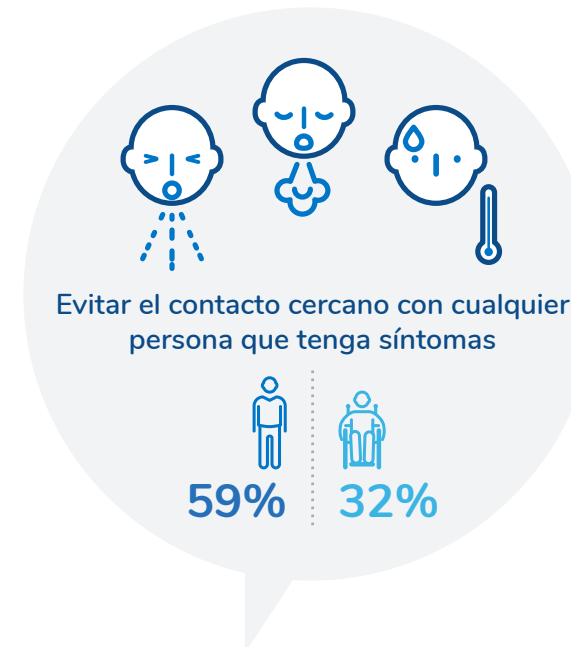 Evitar el contacto cercano con cualquier
persona que tenga síntomas
59% 32%